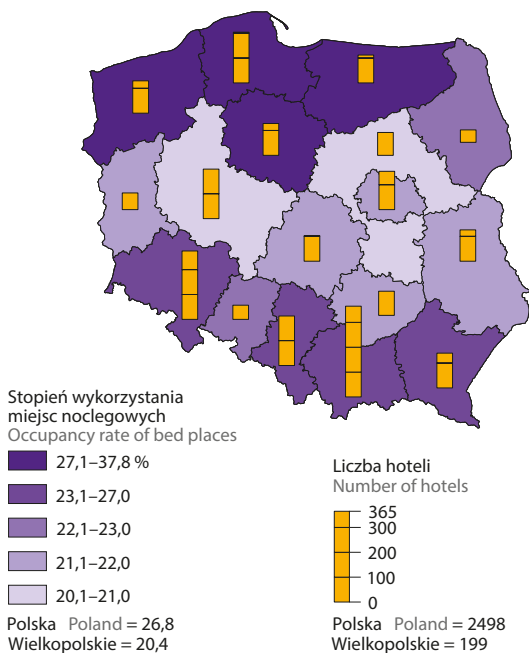 Stopień wykorzystania
miejsc noclegowych
Occupancy rate of bed places
27,1–37,8 %
23,1–27,0
22,1–23,0
21,1–22,0
20,1–21,0
Polska Poland = 26,8
Wielkopolskie = 20,4
Liczba hoteli
Number of hotels
365
300
200
100
0
Polska Poland = 2498
Wielkopolskie = 199